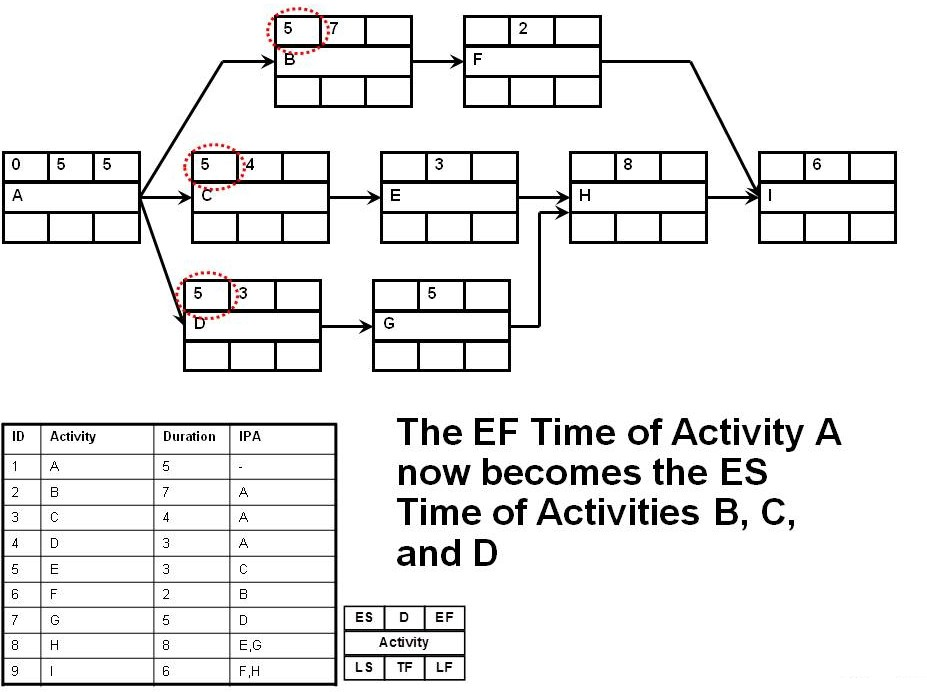 5 7
B
2
F
0 5 5
A
5 4
C
3
E
8
H
6
I
5 3
D
5
G
ID Activity Duration IPA
1 A 5 -
2 B 7 A
3 C 4 A
4 D 3 A
5 E 3 C
6 F 2 B
7 G 5 D
8 H 8 E,G
9 I 6 F,H
The EF Time of Activity A
now becomes the ES
Time of Activities B, C,
and D
ES D EF
Activity
LS TF LF